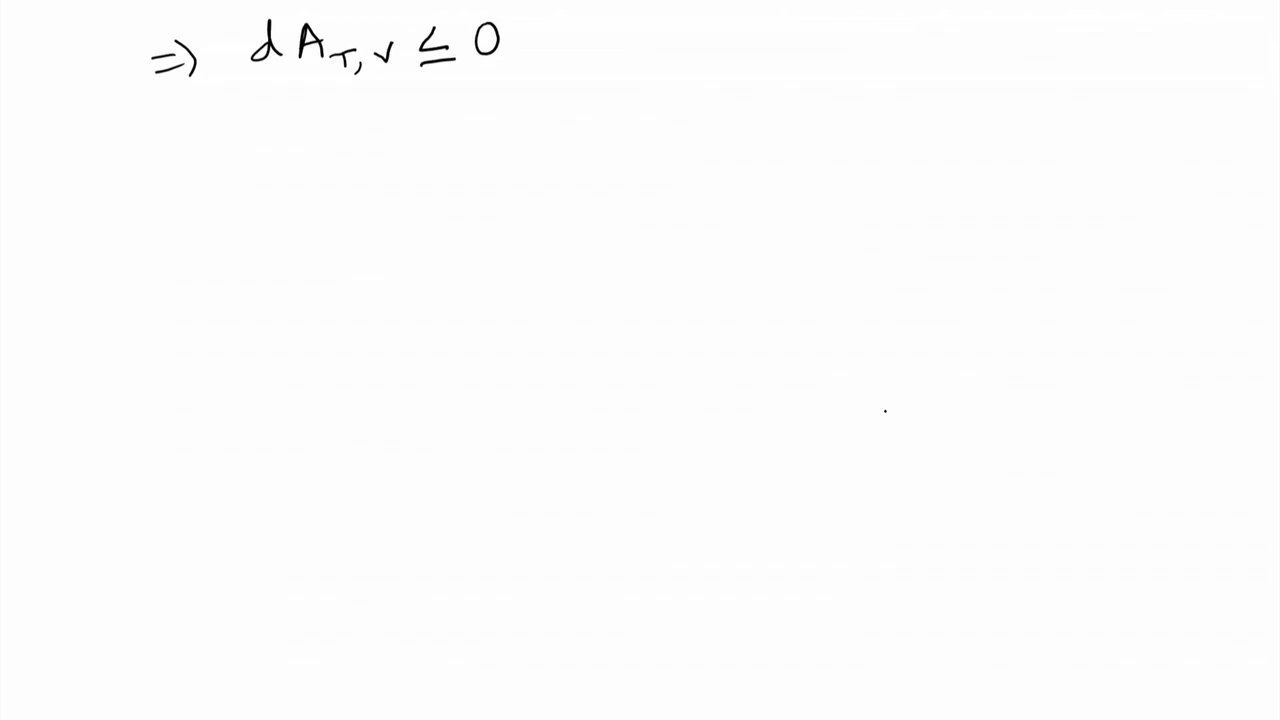 ⇒ dA_{T,V} ≤ 0